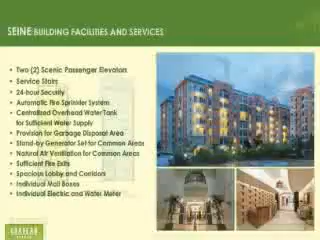 SEINE BUILDING FACILITIES AND SERVICES
• Two (2) Scenic Passenger Elevators
• Service Stairs
• 24-hour Security
• Automatic Fire Sprinkler System
• Centralized Overhead Water Tank
for Sufficient Water Supply
• Provision for Garbage Disposal Area
• Stand-by Generator Set for Common Areas
• Natural Air Ventilation for Common Areas
• Sufficient Fire Exits
• Spacious Lobby and Corridors
• Individual Mail Boxes
• Individual Electric and Water Meter